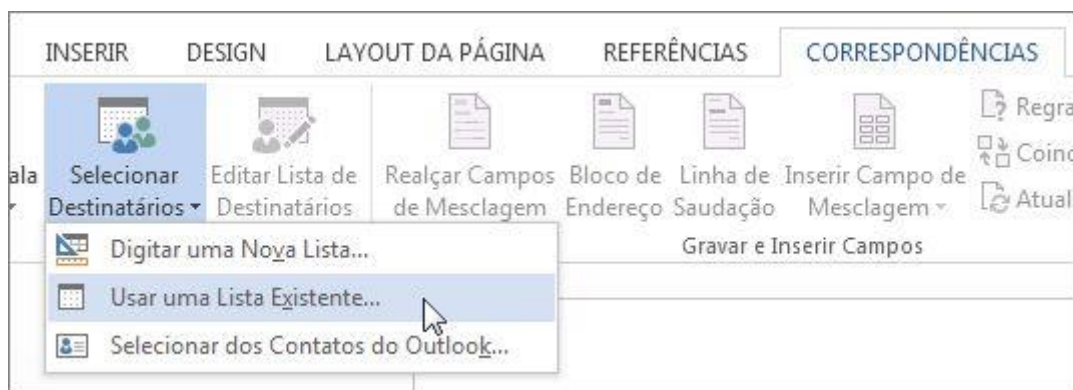 INSERIR DESIGN LAYOUT DA PÁGINA REFERÊNCIAS CORRESPONDÊNCIAS
Selecionar Destinatários
Editar Lista de Destinatários
Realçar Campos de Mesclagem
Bloco de Endereço
Linha de Saudação
Inserir Campo de Mesclagem
Gravar e Inserir Campos
Digitar uma Nova Lista...
Usar uma Lista Existente...
Selecionar dos Contatos do Outlook...